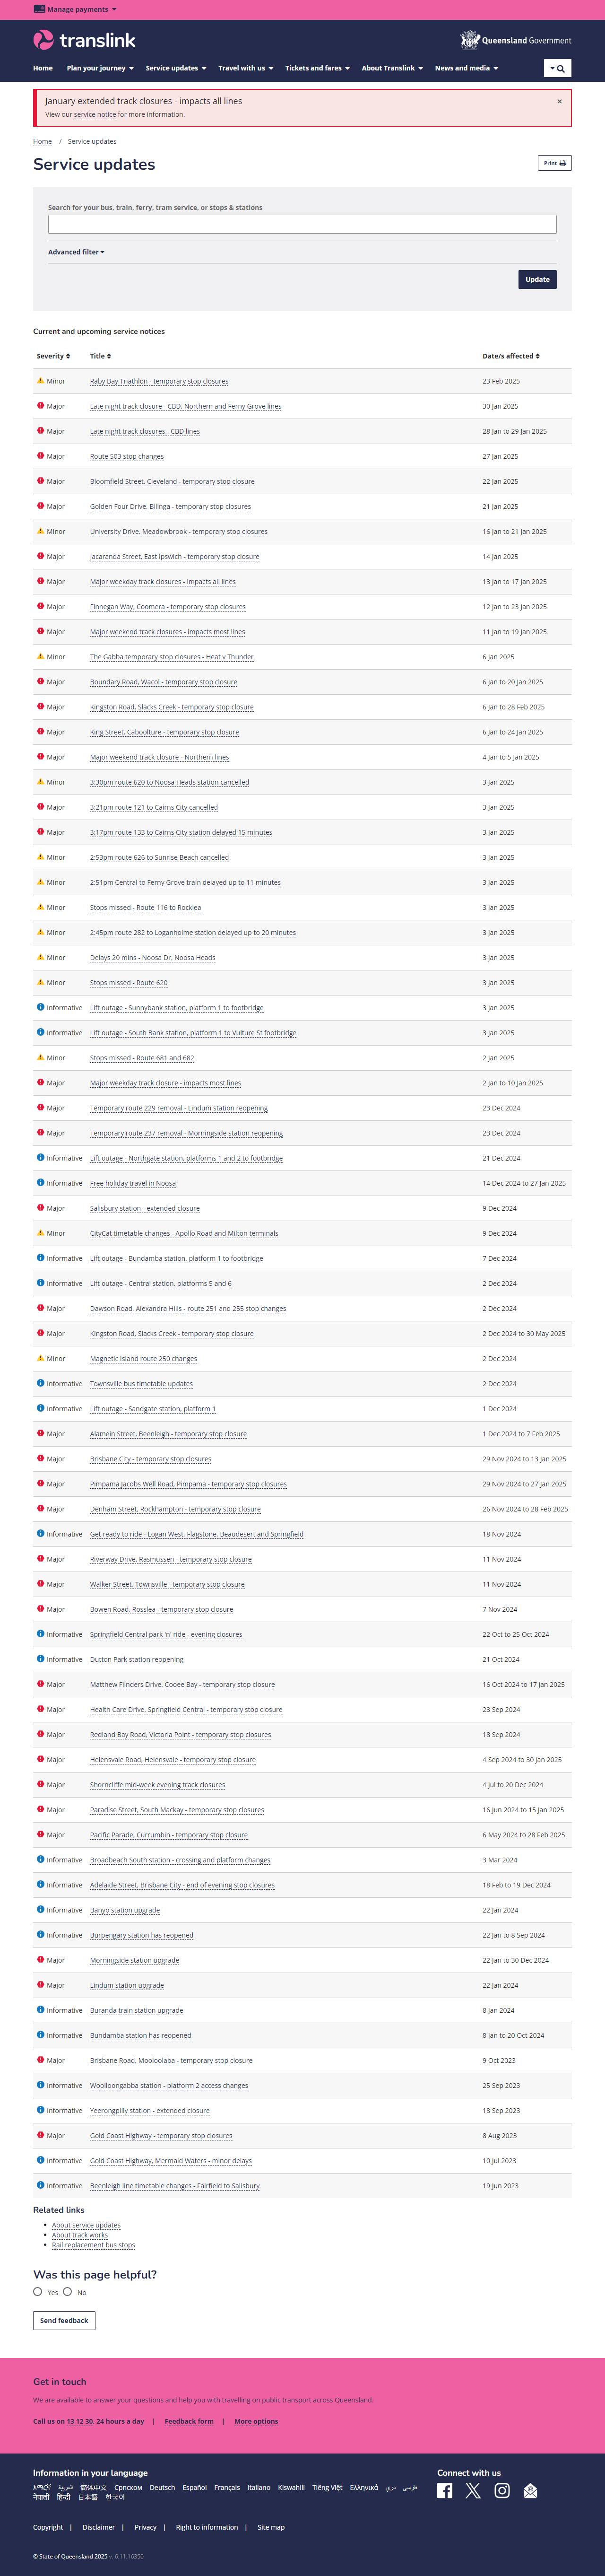 Manage payments
translink
Queensland Government
Home Plan your journey Service updates Travel with us Tickets and fares About Translink News and media
January extended track closures - impacts all lines ×
View our service notice for more information.
Home / Service updates
Service updates
Print
Search for your bus, train, ferry, tram service, or stops & stations
Advanced filter
Update
Current and upcoming service notices
Severity Title Date/s affected
Minor Raby Bay Triathlon - temporary stop closures 23 Feb 2025
Major Late night track closure - CBD, Northern and Ferny Grove lines 30 Jan 2025
Major Late night track closures - CBD lines 28 Jan to 29 Jan 2025
Major Route 503 stop changes 27 Jan 2025
Major Bloomfield Street, Cleveland - temporary stop closure 22 Jan 2025
Major Golden Four Drive, Bilinga - temporary stop closures 21 Jan 2025
Minor University Drive, Meadowbrook - temporary stop closures 16 Jan to 21 Jan 2025
Major Jacaranda Street, East Ipswich - temporary stop closure 14 Jan 2025
Major Major weekday track closures - impacts all lines 13 Jan to 17 Jan 2025
Major Finnegan Way, Coomera - temporary stop closures 12 Jan to 23 Jan 2025
Major Major weekend track closures - impacts most lines 11 Jan to 19 Jan 2025
Minor The Gabba temporary stop closures - Heat v Thunder 6 Jan 2025
Major Boundary Road, Wacol - temporary stop closure 6 Jan to 20 Jan 2025
Major Kingston Road, Slacks Creek - temporary stop closure 6 Jan to 28 Feb 2025
Major King Street, Caboolture - temporary stop closure 6 Jan to 24 Jan 2025
Major Major weekend track closure - Northern lines 4 Jan to 5 Jan 2025
Minor 3:30pm route 620 to Noosa Heads station cancelled 3 Jan 2025
Major 3:21pm route 121 to Cairns City cancelled 3 Jan 2025
Major 3:17pm route 133 to Cairns City station delayed 15 minutes 3 Jan 2025
Minor 2:53pm route 626 to Sunrise Beach cancelled 3 Jan 2025
Minor 2:51pm Central to Ferny Grove train delayed up to 11 minutes 3 Jan 2025
Minor Stops missed - Route 116 to Rocklea 3 Jan 2025
Minor 2:45pm route 282 to Loganholme station delayed up to 20 minutes 3 Jan 2025
Minor Delays 20 mins - Noosa Dr, Noosa Heads 3 Jan 2025
Minor Stops missed - Route 620 3 Jan 2025
Informative Lift outage - Sunnybank station, platform 1 to footbridge 3 Jan 2025
Informative Lift outage - South Bank station, platform 1 to Vulture St footbridge 3 Jan 2025
Minor Stops missed - Route 681 and 682 2 Jan 2025
Major Major weekday track closure - impacts most lines 2 Jan to 10 Jan 2025
Major Temporary route 229 removal - Lindum station reopening 23 Dec 2024
Major Temporary route 237 removal - Morningside station reopening 23 Dec 2024
Informative Lift outage - Northgate station, platforms 1 and 2 to footbridge 21 Dec 2024
Informative Free holiday travel in Noosa 14 Dec 2024 to 27 Jan 2025
Major Salisbury station - extended closure 9 Dec 2024
Minor CityCat timetable changes - Apollo Road and Milton terminals 9 Dec 2024
Informative Lift outage - Bundamba station, platform 1 to footbridge 7 Dec 2024
Informative Lift outage - Central station, platforms 5 and 6 2 Dec 2024
Major Dawson Road, Alexandra Hills - route 251 and 255 stop changes 2 Dec 2024
Major Kingston Road, Slacks Creek - temporary stop closure 2 Dec 2024 to 30 May 2025
Minor Magnetic Island route 250 changes 2 Dec 2024
Informative Townsville bus timetable updates 2 Dec 2024
Informative Lift outage - Sandgate station, platform 1 1 Dec 2024
Major Alamein Street, Beenleigh - temporary stop closure 1 Dec 2024 to 7 Feb 2025
Major Brisbane City - temporary stop closures 29 Nov 2024 to 13 Jan 2025
Major Pimpama Jacobs Well Road, Pimpama - temporary stop closures 29 Nov 2024 to 27 Jan 2025
Major Denham Street, Rockhampton - temporary stop closure 26 Nov 2024 to 28 Feb 2025
Informative Get ready to ride - Logan West, Flagstone, Beaudesert and Springfield 18 Nov 2024
Major Riverway Drive, Rasmussen - temporary stop closure 11 Nov 2024
Major Walker Street, Townsville - temporary stop closure 11 Nov 2024
Major Bowen Road, Rosslea - temporary stop closure 7 Nov 2024
Informative Springfield Central park 'n' ride - evening closures 22 Oct to 25 Oct 2024
Informative Dutton Park station reopening 21 Oct 2024
Major Matthew Flinders Drive, Cooee Bay - temporary stop closure 16 Oct 2024 to 17 Jan 2025
Major Health Care Drive, Springfield Central - temporary stop closure 23 Sep 2024
Major Redland Bay Road, Victoria Point - temporary stop closures 18 Sep 2024
Major Helensvale Road, Helensvale - temporary stop closure 4 Sep 2024 to 30 Jan 2025
Major Shorncliffe mid-week evening track closures 4 Jul to 20 Dec 2024
Major Paradise Street, South Mackay - temporary stop closures 16 Jun 2024 to 15 Jan 2025
Major Pacific Parade, Currumbin - temporary stop closure 6 May 2024 to 28 Feb 2025
Informative Broadbeach South station - crossing and platform changes 3 Mar 2024
Informative Adelaide Street, Brisbane City - end of evening stop closures 18 Feb to 19 Dec 2024
Informative Banyo station upgrade 22 Jan 2024
Informative Burpengary station has reopened 22 Jan to 8 Sep 2024
Major Morningside station upgrade 22 Jan to 30 Dec 2024
Major Lindum station upgrade 22 Jan 2024
Informative Buranda train station upgrade 8 Jan 2024
Informative Bundamba station has reopened 8 Jan to 20 Oct 2024
Major Brisbane Road, Mooloolaba - temporary stop closure 9 Oct 2023
Informative Woolloongabba station - platform 2 access changes 25 Sep 2023
Informative Yeerongpilly station - extended closure 18 Sep 2023
Major Gold Coast Highway - temporary stop closures 8 Aug 2023
Informative Gold Coast Highway, Mermaid Waters - minor delays 10 Jul 2023
Informative Beenleigh line timetable changes - Fairfield to Salisbury 19 Jun 2023
Related links
About service updates
About track works
Rail replacement bus stops
Was this page helpful?
Yes No
Send feedback
Get in touch
We are available to answer your questions and help you with travelling on public transport across Queensland.
Call us on 13 12 30, 24 hours a day | Feedback form | More options
Information in your language
አማርኛ العربية 简体中文 Српском Deutsch Español Français Italiano Kiswahili Tiếng Việt Ελληνικά دری فارسی
नेपाली हिन्दी 日本語 한국어
Connect with us
Copyright | Disclaimer | Privacy | Right to information | Site map
© State of Queensland 2025 v. 6.11.16350